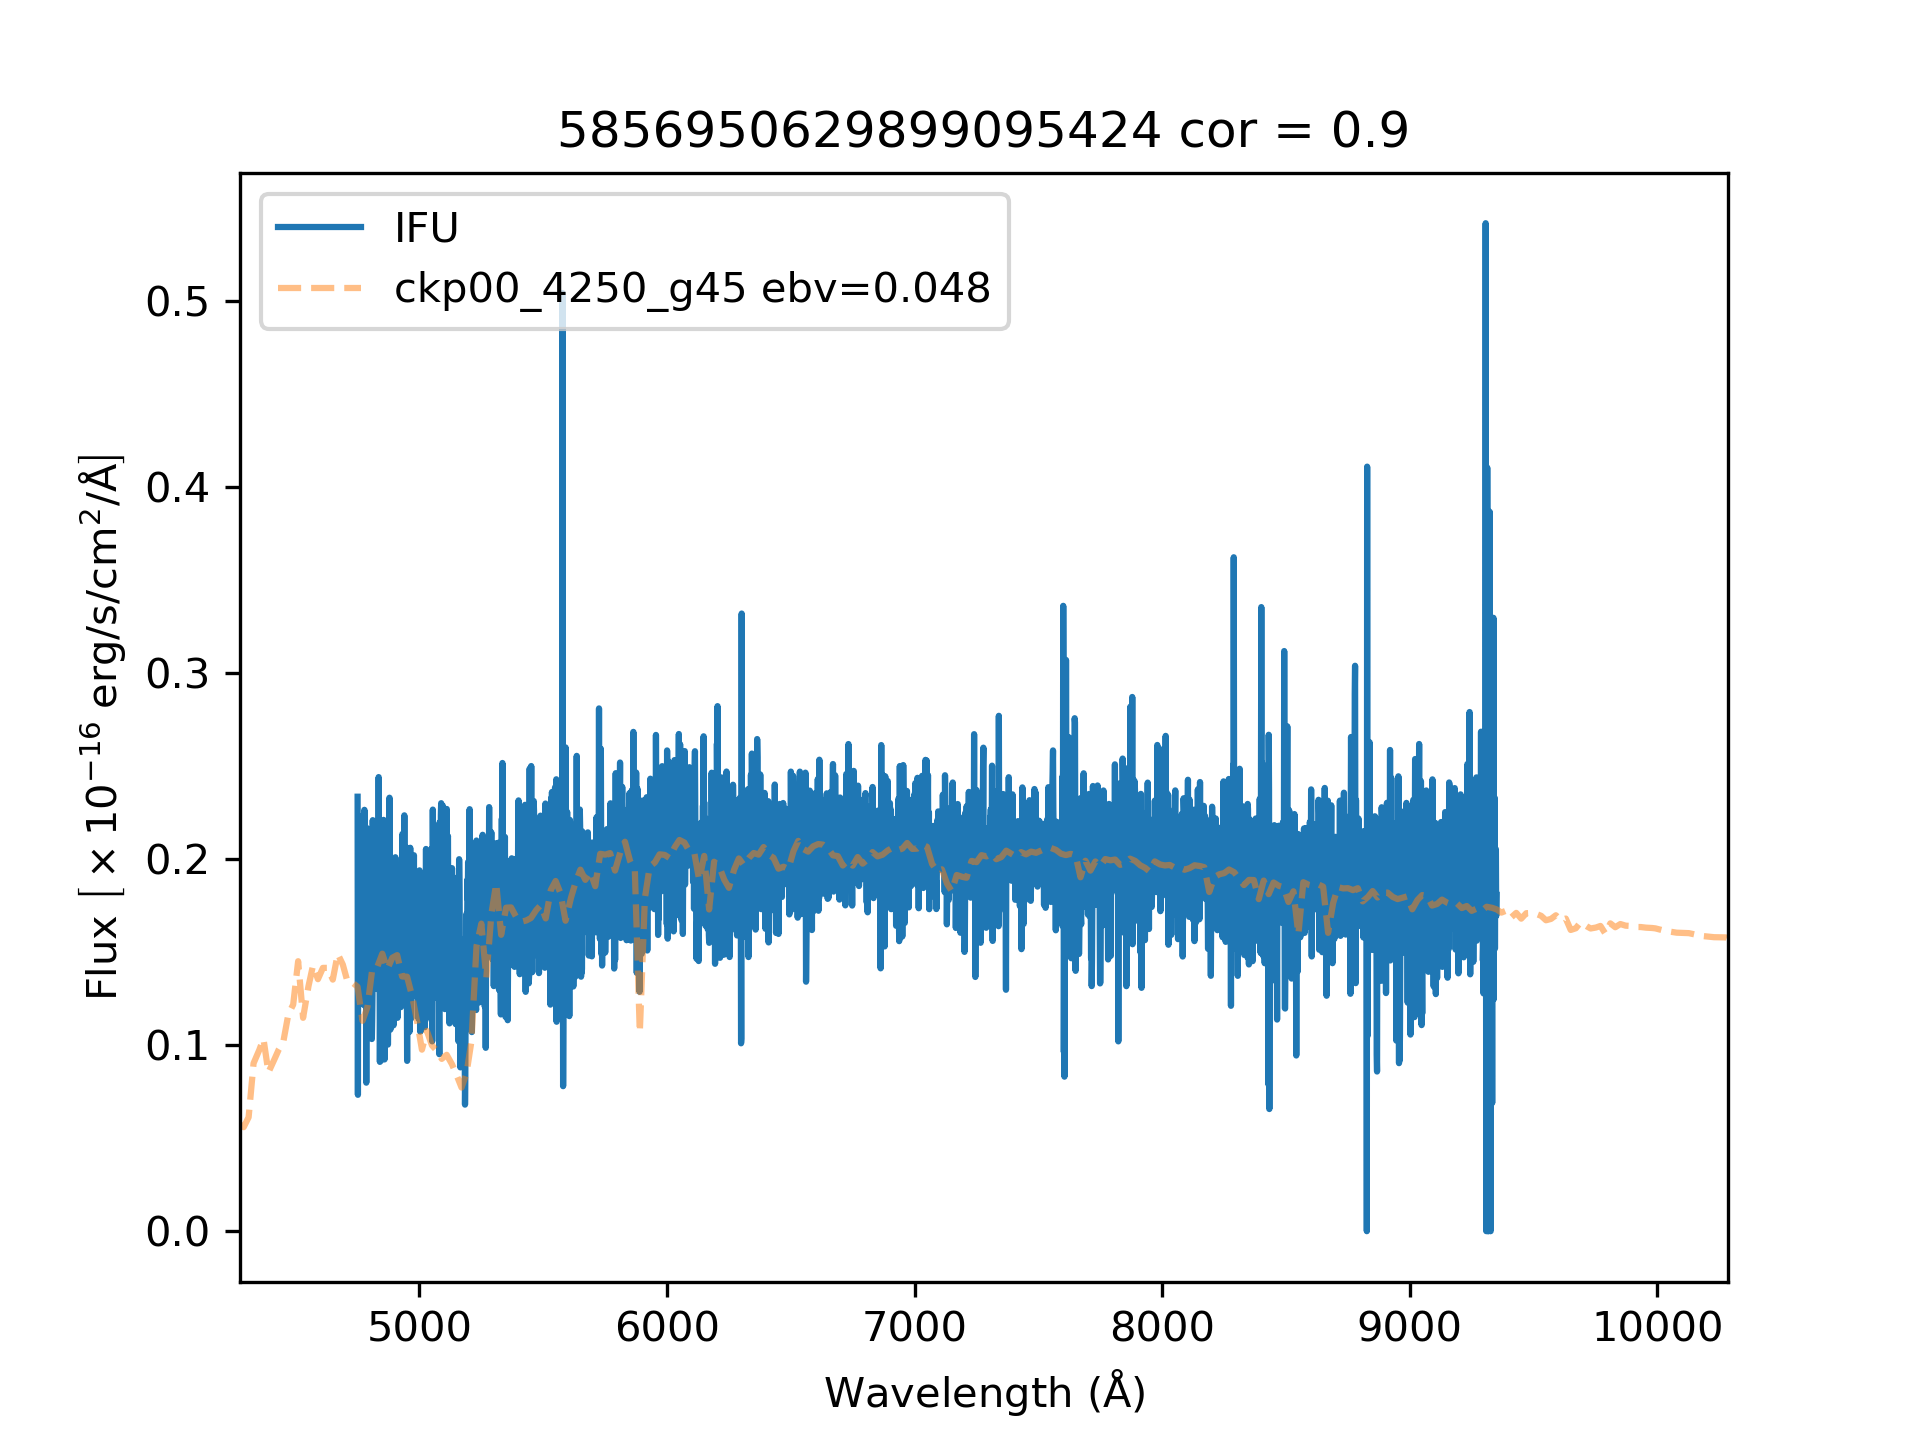 5856950629899095424 cor = 0.9
IFU
ckp00_4250_g45 ebv=0.048
Flux [× 10⁻¹⁶ erg/s/cm²/Å]
0.5
0.4
0.3
0.2
0.1
0.0
5000 6000 7000 8000 9000 10000
Wavelength (Å)